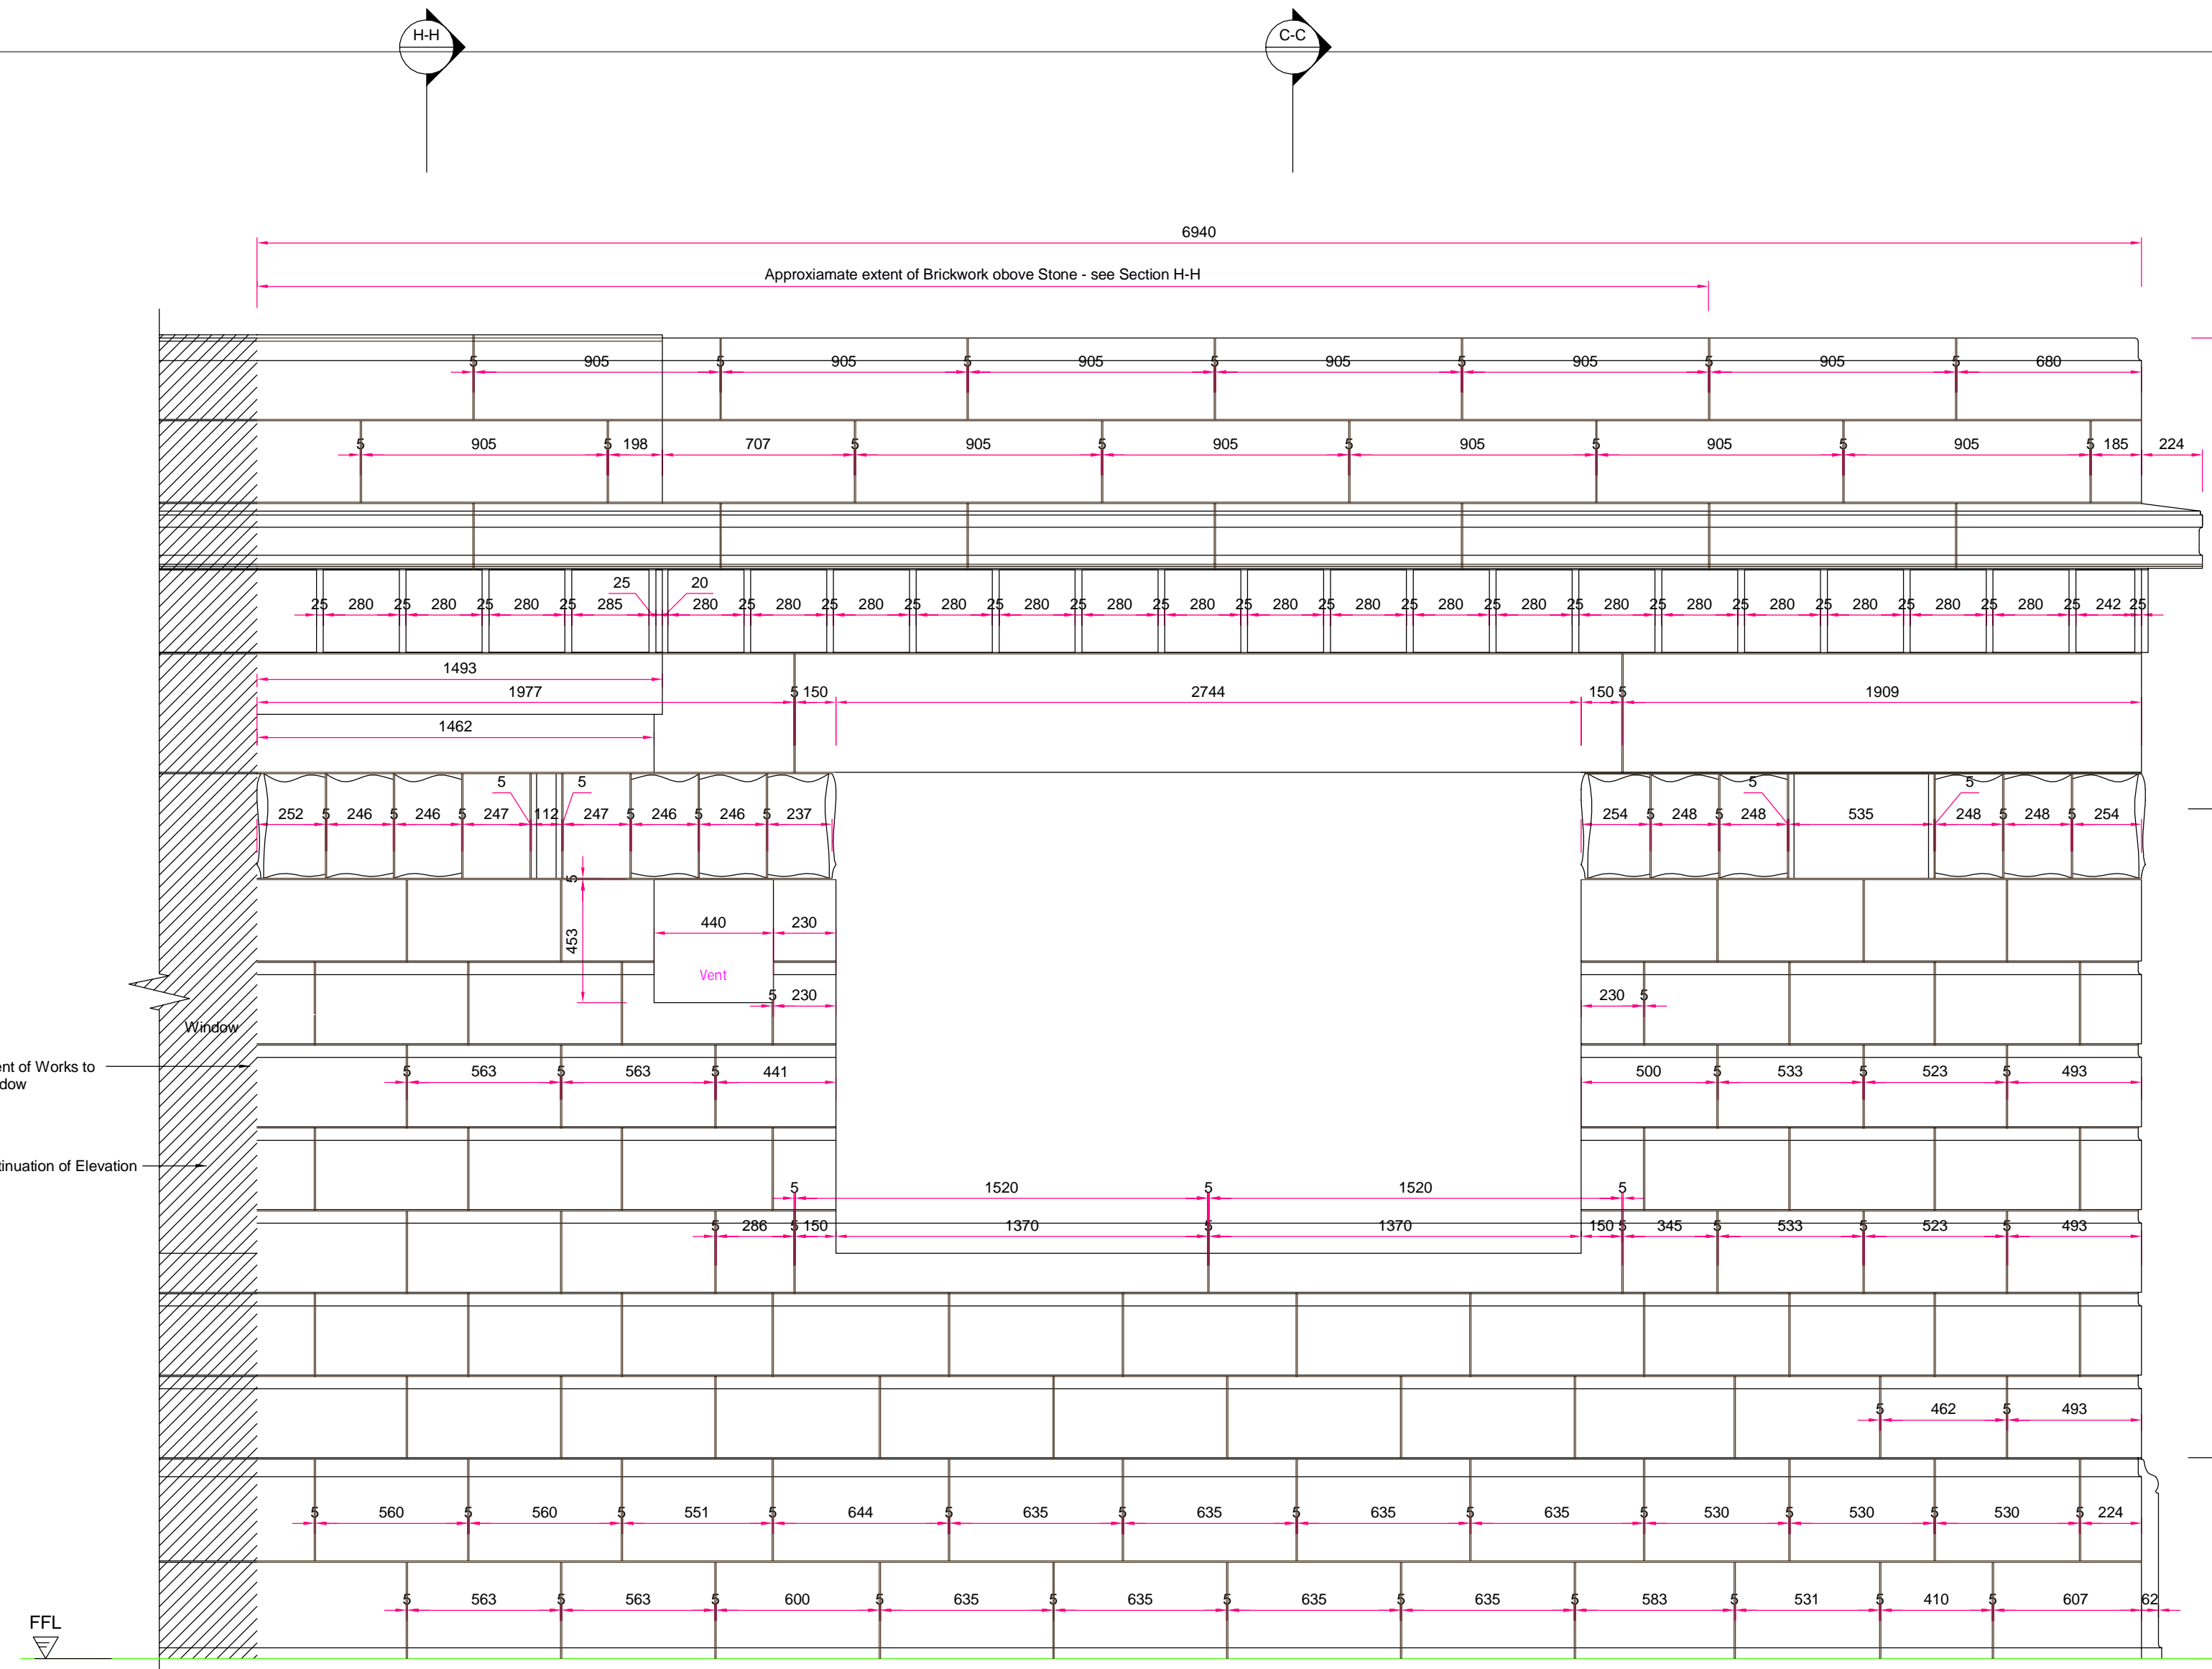 H-H C-C
6940
Approxiamate extent of Brickwork obove Stone - see Section H-H
5 905 5 905 5 905 5 905 5 905 5 905 5 680
5 905 5 198 707 5 905 5 905 5 905 5 905 5 905 5 185 224
25 20
25 280 25 280 25 280 25 285 280 25 280 25 280 25 280 25 280 25 280 25 280 25 280 25 280 25 280 25 280 25 280 25 280 25 280 25 280 25 280 25 280 25 242 25
1493
1977 5 150 2744 150 5 1909
1462
5 5 5 5
252 5 246 5 246 5 247 112 247 5 246 5 246 5 237 254 5 248 5 248 535 248 5 248 5 254
5
440 230
453
Vent
5 230 230 5
Window
ent of Works to
dow
5 563 5 563 5 441 500 5 533 5 523 5 493
tinuation of Elevation
5 1520 5 1520 5
5 286 5 150 1370 5 1370 150 5 345 5 533 5 523 5 493
5 462 5 493
5 560 5 560 5 551 5 644 5 635 5 635 5 635 5 635 5 530 5 530 5 530 5 224
5 563 5 563 5 600 5 635 5 635 5 635 5 635 5 583 5 531 5 410 5 607 62
FFL